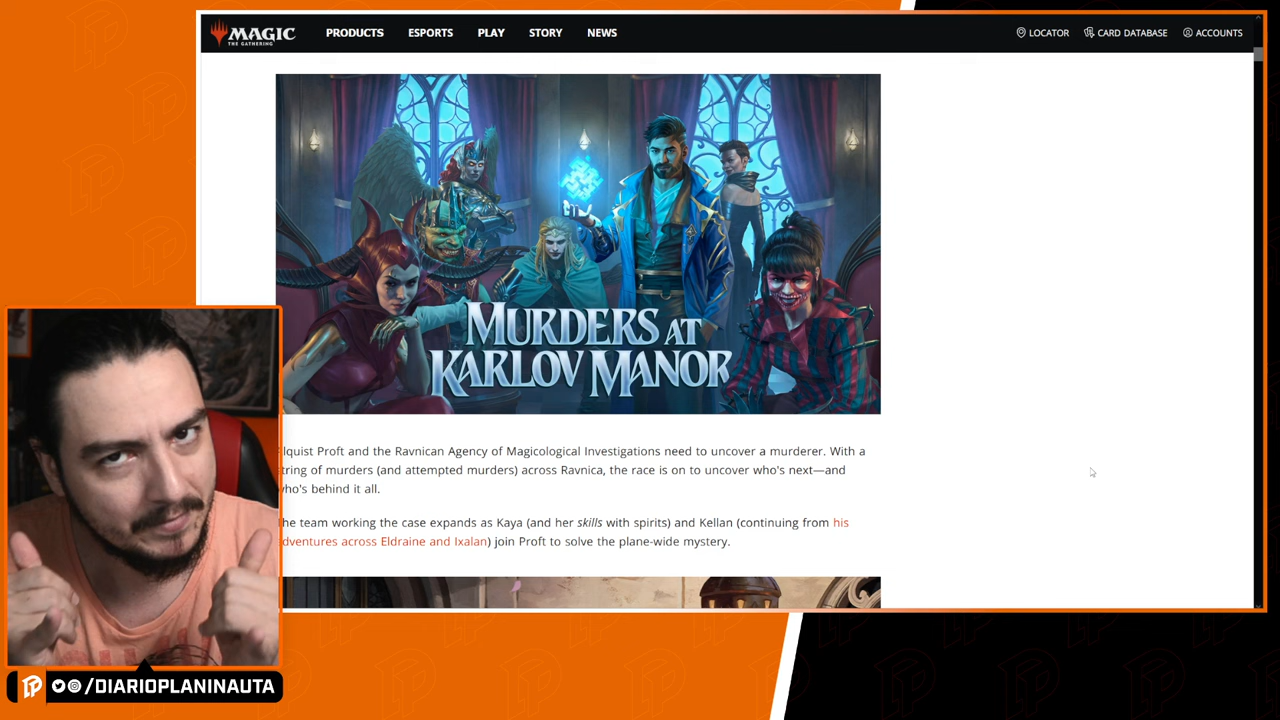 MAGIC
THE GATHERING
PRODUCTS
ESPORTS
PLAY
STORY
NEWS
LOCATOR
CARD DATABASE
ACCOUNTS
MURDERS AT
KARLOV MANOR
lquist Proft and the Ravnican Agency of Magicological Investigations need to uncover a murderer. With a
tring of murders (and attempted murders) across Ravnica, the race is on to uncover who's next—and
who's behind it all.
he team working the case expands as Kaya (and her skills with spirits) and Kellan (continuing from his
dventures across Eldraine and Ixalan) join Proft to solve the plane-wide mystery.
/DIARIOPLANINAUTA